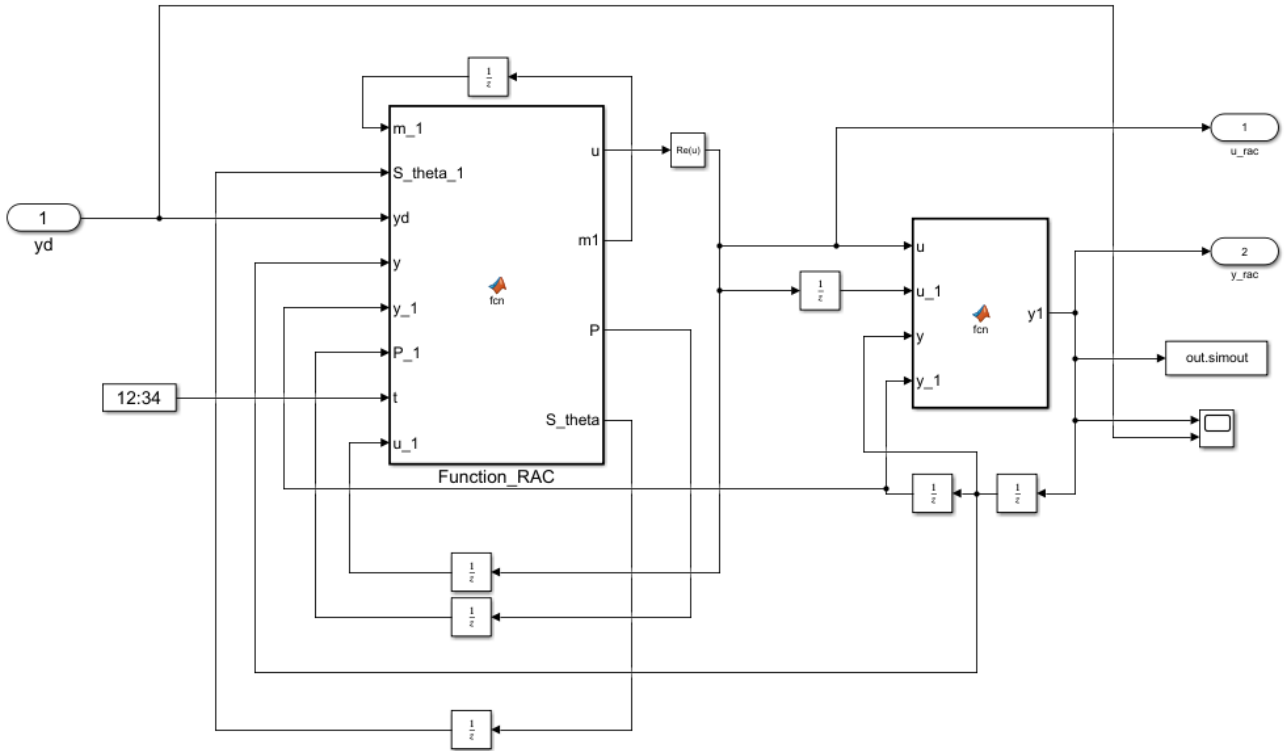 1
z
m_1
S_theta_1
yd
y
y_1
P_1
t
u_1
u
m1
P
S_theta
fcn
Function_RAC
1
yd
12:34
Re(u)
1
z
u
u_1
y
y_1
y1
fcn
1
u_rac
2
y_rac
out.simout
1
z
1
z
1
z
1
z
1
z